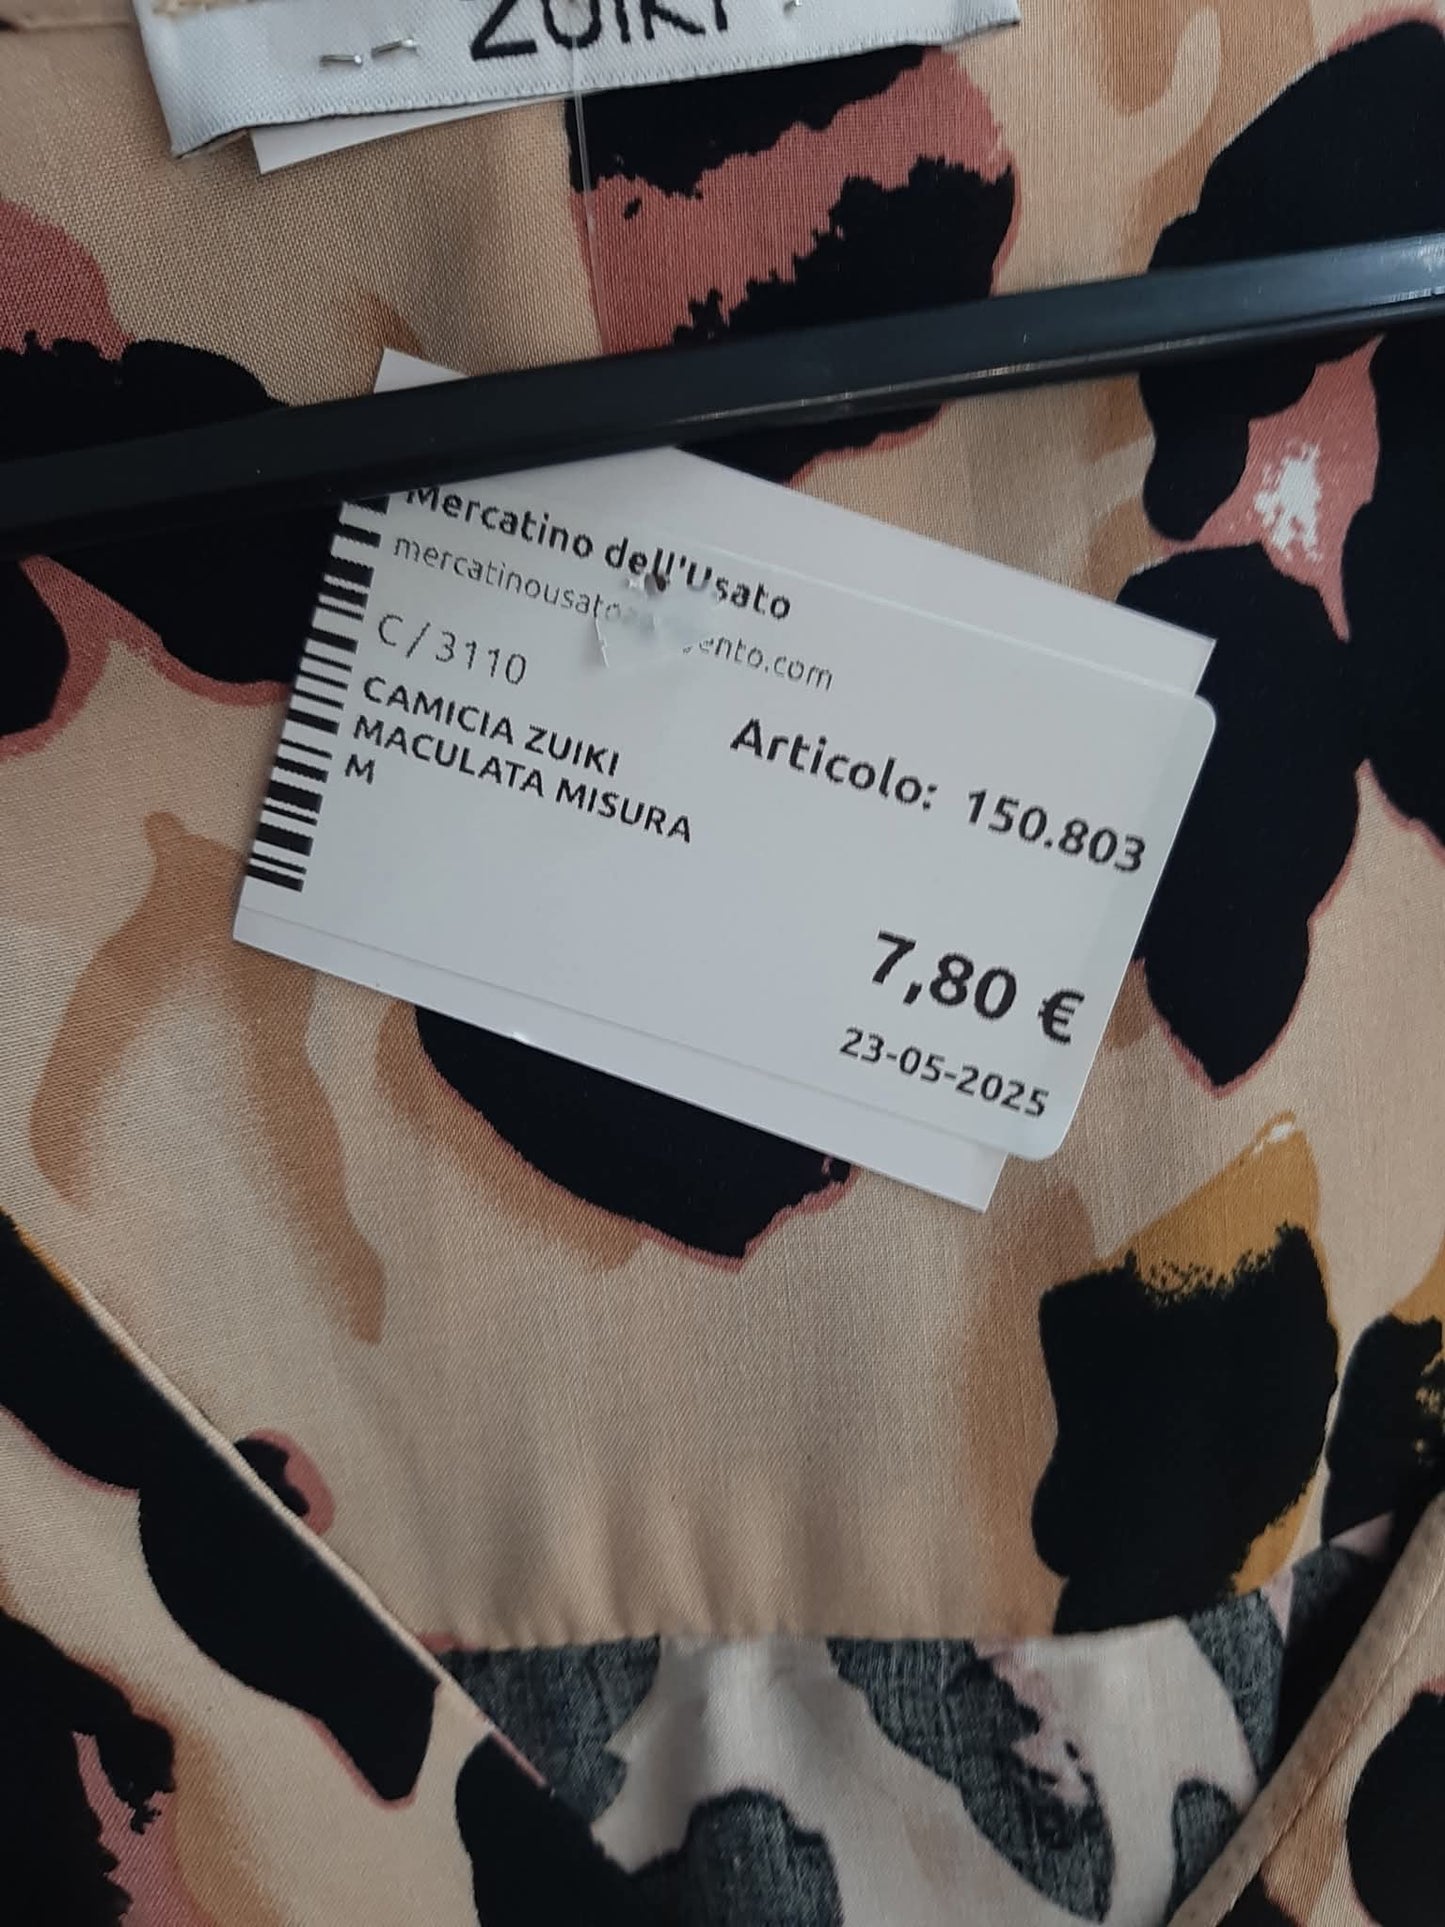 ZUIKI
Mercatino dell'Usato
C/3110
CAMICIA ZUIKI
MACULATA MISURA
M
Articolo: 150.803
7,80 €
23-05-2025